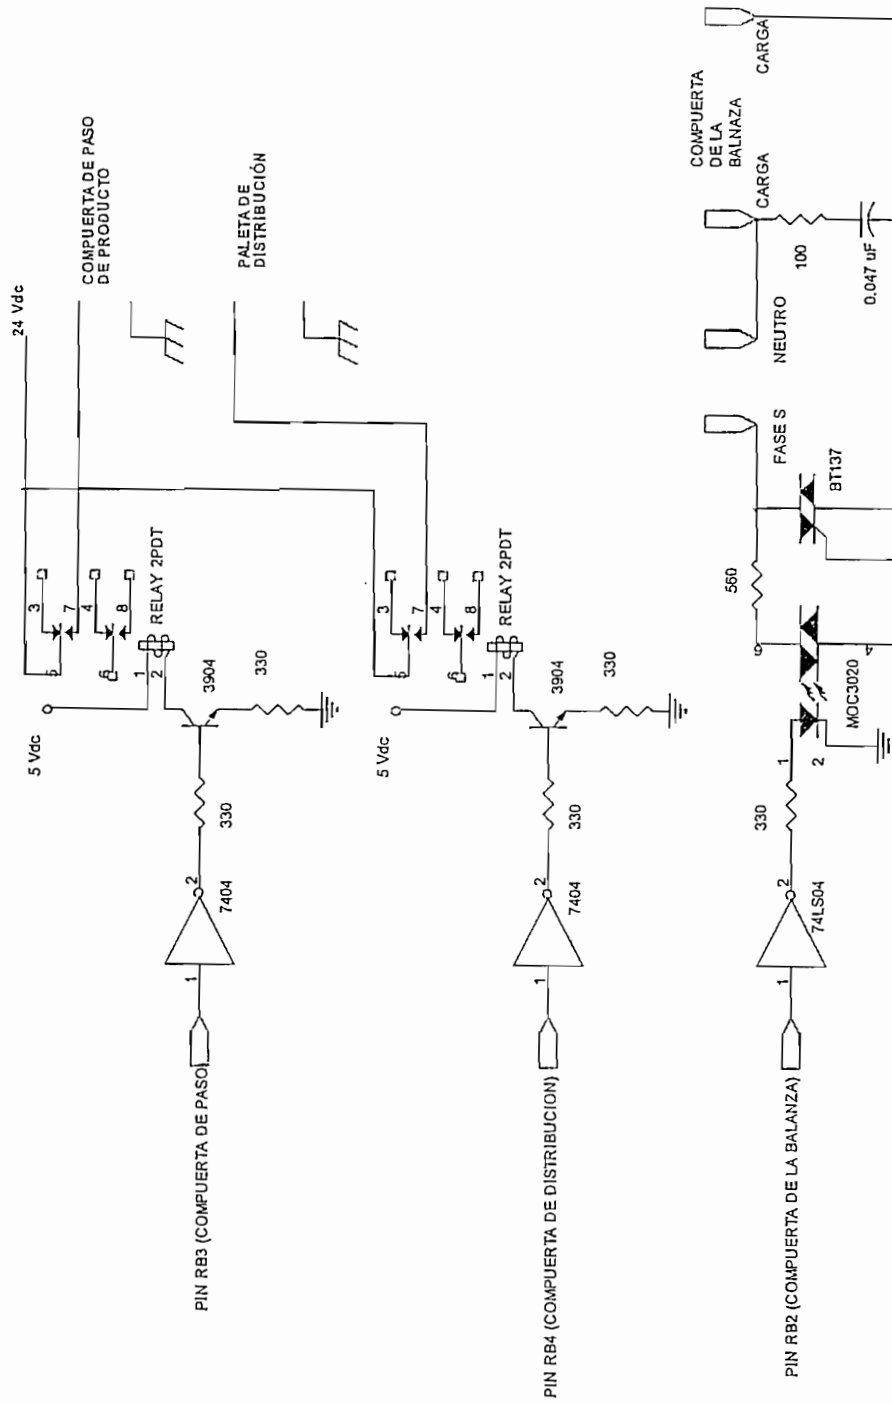 24 Vdc
COMPUERTA DE PASO
DE PRODUCTO
5 Vdc
3
5
7
4
6
8
1
2
RELAY 2PDT
3904
330
330
1
2
7404
PIN RB3 (COMPUERTA DE PASO)
PALETA DE
DISTRIBUCIÓN
5 Vdc
3
5
7
4
6
8
1
2
RELAY 2PDT
3904
330
330
1
2
7404
PIN RB4 (COMPUERTA DE DISTRIBUCION)
COMPUERTA
DE LA
BALNAZA
CARGA
CARGA
100
0.047 uF
NEUTRO
FASE S
BT137
560
6
4
MOC3020
1
2
330
1
2
74LS04
PIN RB2 (COMPUERTA DE LA BALANZA)